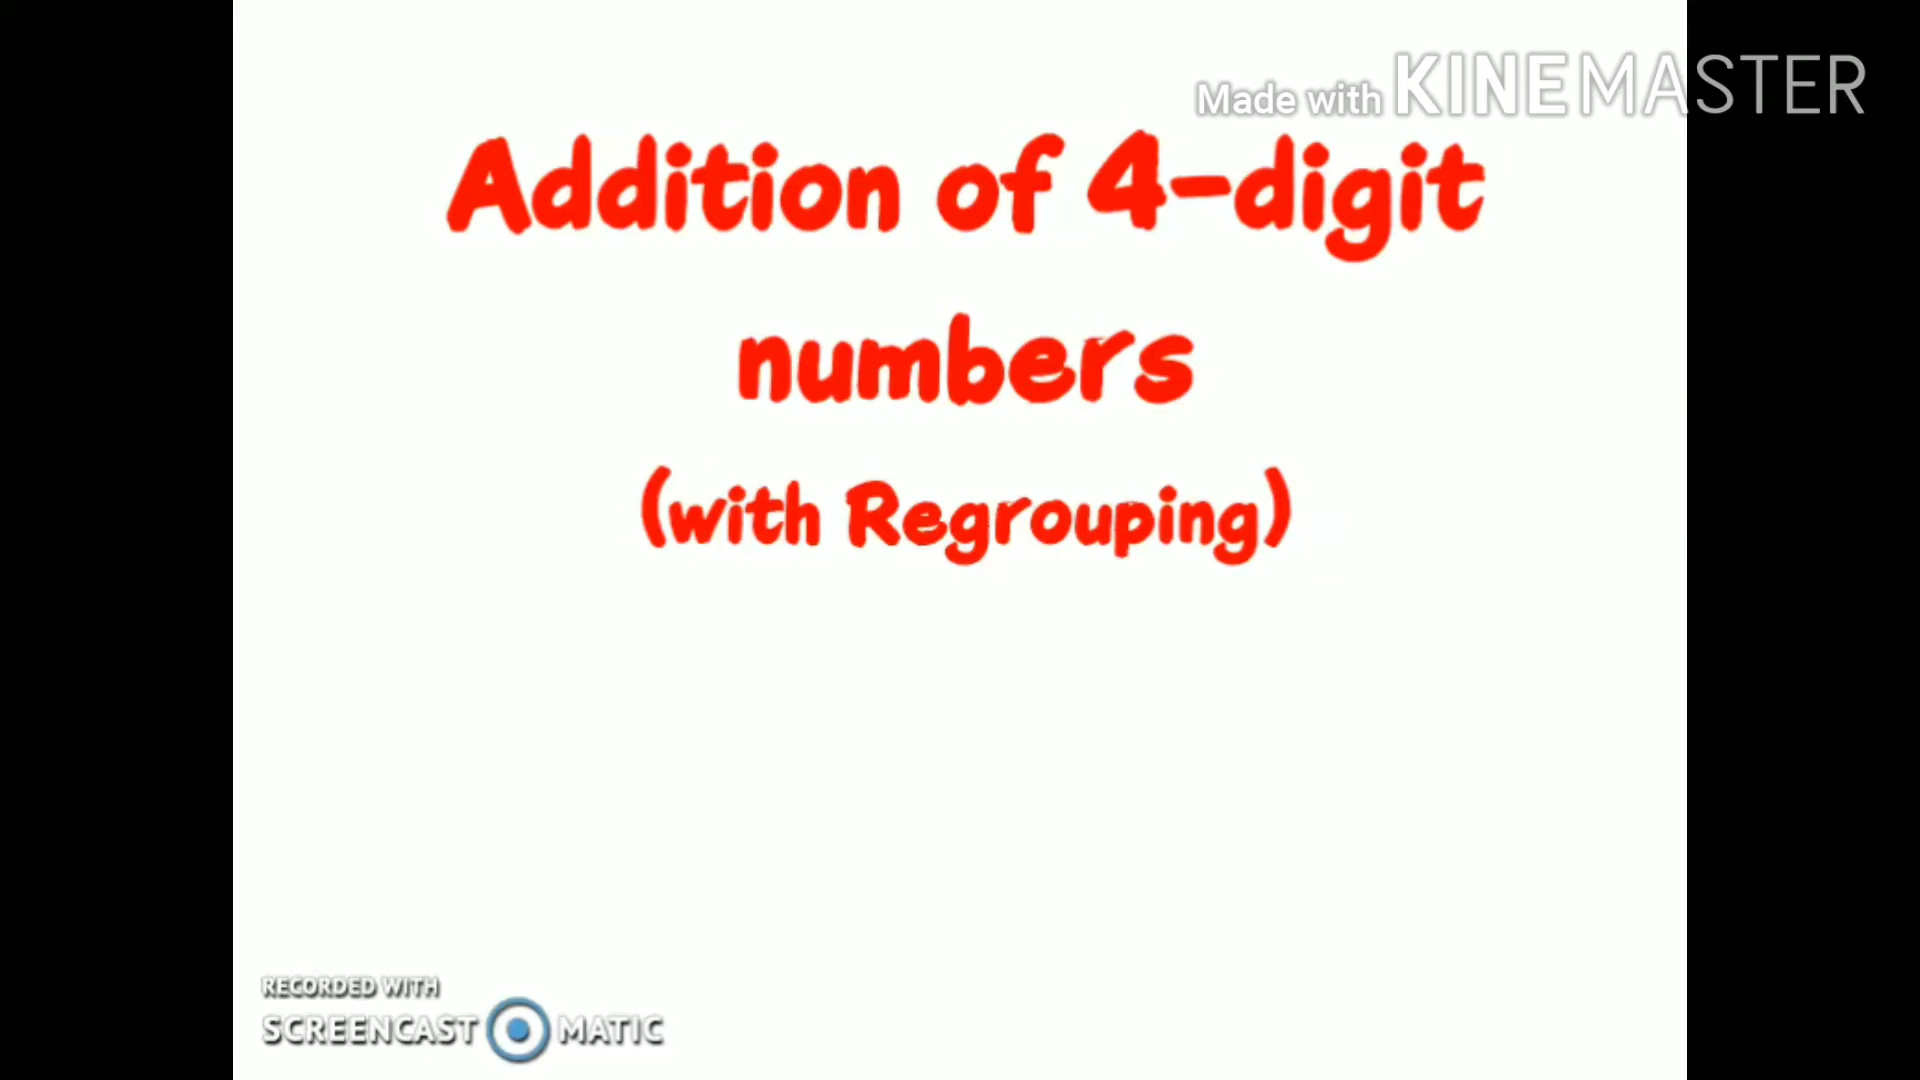 Made with KINEMASTER
Addition of 4-digit
numbers
(with Regrouping)
RECORDED WITH
SCREENCAST MATIC